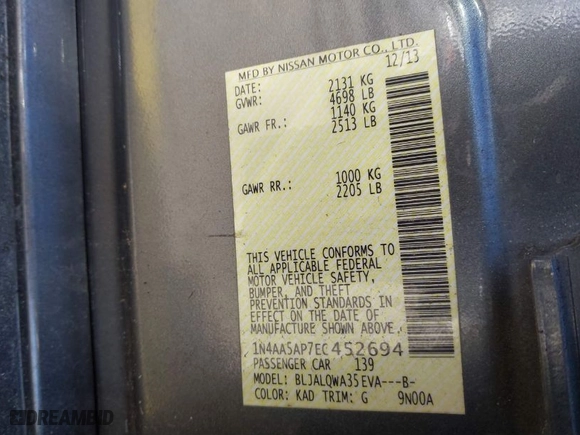 MFD BY NISSAN MOTOR CO., LTD.
DATE: 12/13
GVWR: 2131 KG
4698 LB
GAWR FR.: 1140 KG
2513 LB
GAWR RR.: 1000 KG
2205 LB
THIS VEHICLE CONFORMS TO
ALL APPLICABLE FEDERAL
MOTOR VEHICLE SAFETY,
BUMPER, AND THEFT
PREVENTION STANDARDS IN
EFFECT ON THE DATE OF
MANUFACTURE SHOWN ABOVE.
1N4AA5AP7EC452694
PASSENGER CAR 139
MODEL: BLJALQWA35EVA---B-
COLOR: KAD TRIM: G 9N00A
DREAMBID